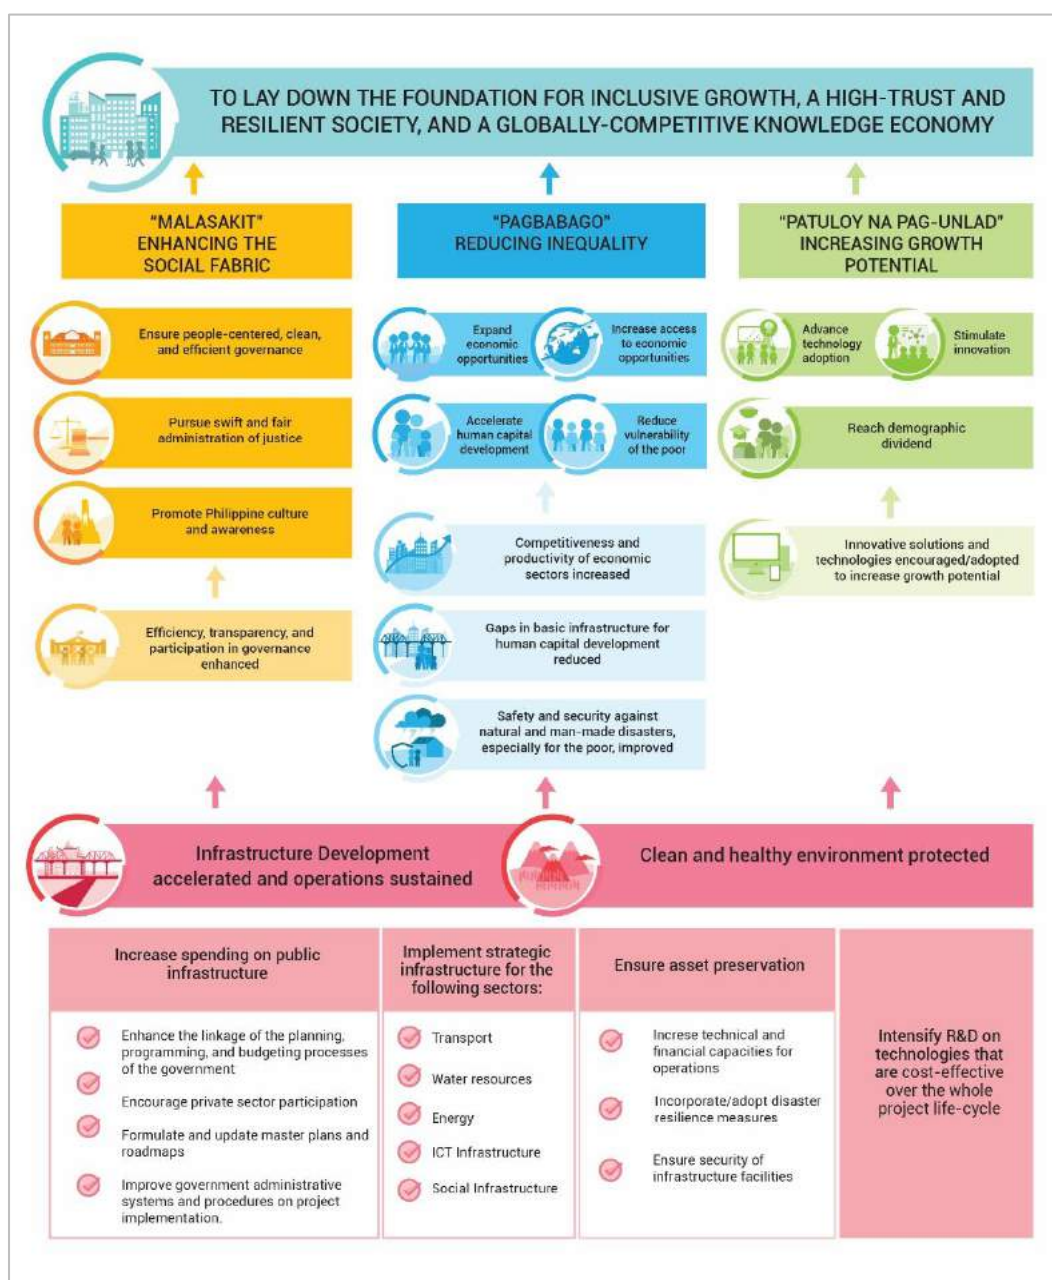 TO LAY DOWN THE FOUNDATION FOR INCLUSIVE GROWTH, A HIGH-TRUST AND
RESILIENT SOCIETY, AND A GLOBALLY-COMPETITIVE KNOWLEDGE ECONOMY
"MALASAKIT"
ENHANCING THE
SOCIAL FABRIC
Ensure people-centered, clean,
and efficient governance
Pursue swift and fair
administration of justice
Promote Philippine culture
and awareness
Efficiency, transparency, and
participation in governance
enhanced
"PAGBABAGO"
REDUCING INEQUALITY
Expand
economic
opportunities
Increase access
to economic
opportunities
Accelerate
human capital
development
Reduce
vulnerability
of the poor
Competitiveness and
productivity of economic
sectors increased
Gaps in basic infrastructure for
human capital development
reduced
Safety and security against
natural and man-made disasters,
especially for the poor, improved
"PATULOY NA PAG-UNLAD"
INCREASING GROWTH
POTENTIAL
Advance
technology
adoption
Stimulate
innovation
Reach demographic
dividend
Innovative solutions and
technologies encouraged/adopted
to increase growth potential
Infrastructure Development
accelerated and operations sustained
Clean and healthy environment protected
Increase spending on public
infrastructure
Enhance the linkage of the planning,
programming, and budgeting processes
of the government
Encourage private sector participation
Formulate and update master plans and
roadmaps
Improve government administrative
systems and procedures on project
implementation.
Implement strategic
infrastructure for the
following sectors:
Transport
Water resources
Energy
ICT Infrastructure
Social Infrastructure
Ensure asset preservation
Increse technical and
financial capacities for
operations
Incorporate/adopt disaster
resilience measures
Ensure security of
infrastructure facilities
Intensify R&D on
technologies that
are cost-effective
over the whole
project life-cycle